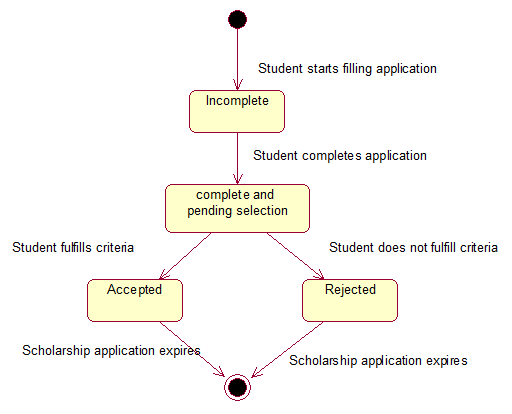 Student starts filling application
Incomplete
Student completes application
complete and
pending selection
Student fulfills criteria
Student does not fulfill criteria
Accepted
Rejected
Scholarship application expires
Scholarship application expires